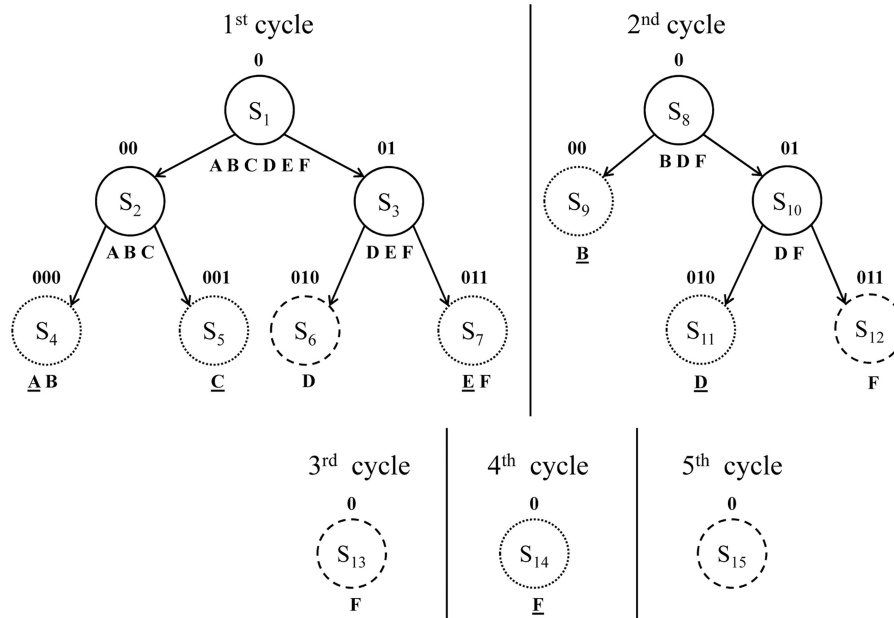 1st cycle
0
S1
A B C D E F
00
01
S2
A B C
S3
D E F
000
001
010
011
S4
A B
S5
C
S6
D
S7
E F
2nd cycle
0
S8
B D F
00
01
S9
B
S10
D F
010
011
S11
D
S12
F
3rd cycle
0
S13
F
4th cycle
0
S14
F
5th cycle
0
S15